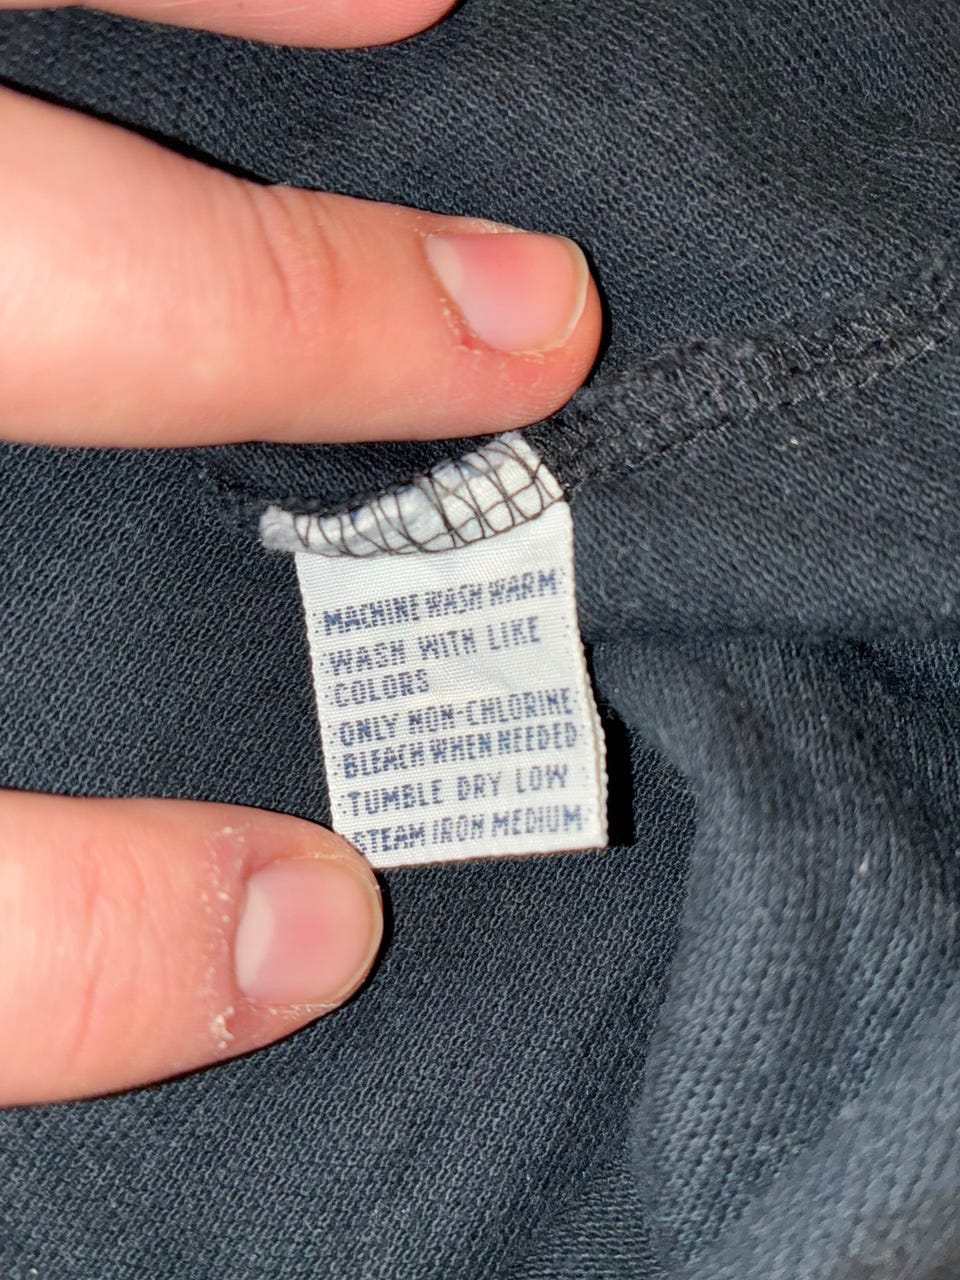 MACHINE WASH WARM
WASH WITH LIKE
COLORS
ONLY NON-CHLORINE
BLEACH WHEN NEEDED
TUMBLE DRY LOW
STEAM IRON MEDIUM